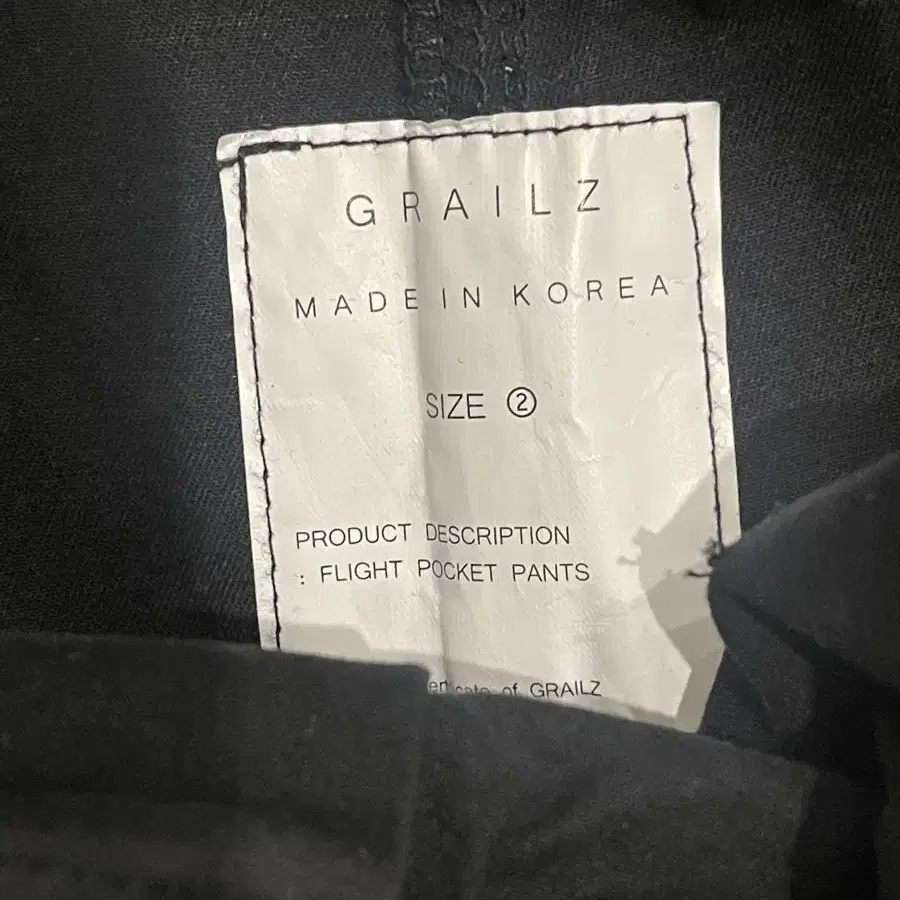 GRAILZ
MADE IN KOREA
SIZE ②
PRODUCT DESCRIPTION
: FLIGHT POCKET PANTS
of GRAILZ